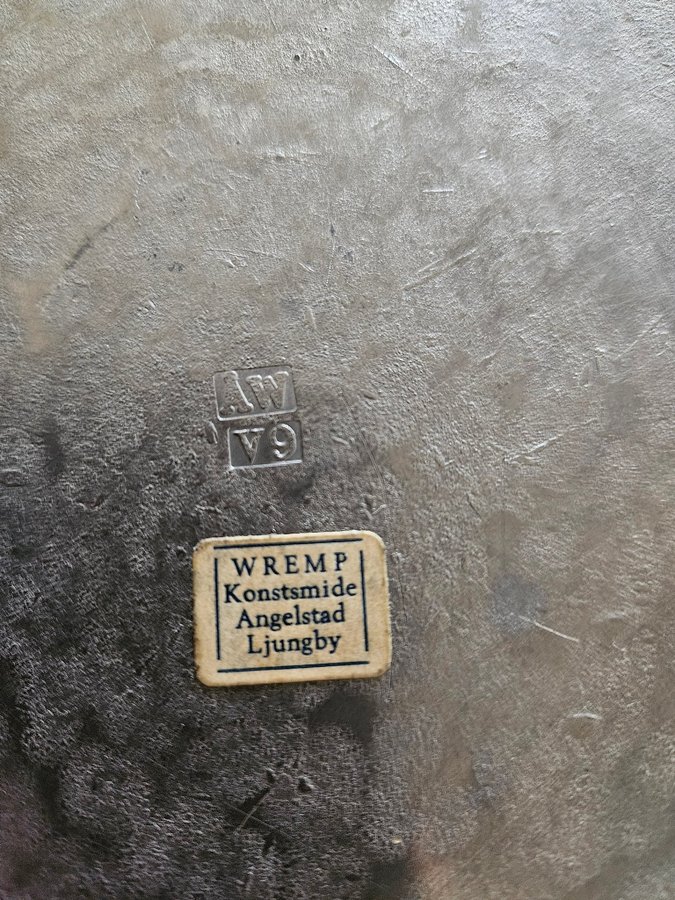 AW
V9
WREMP
Konstsmide
Angelstad
Ljungby